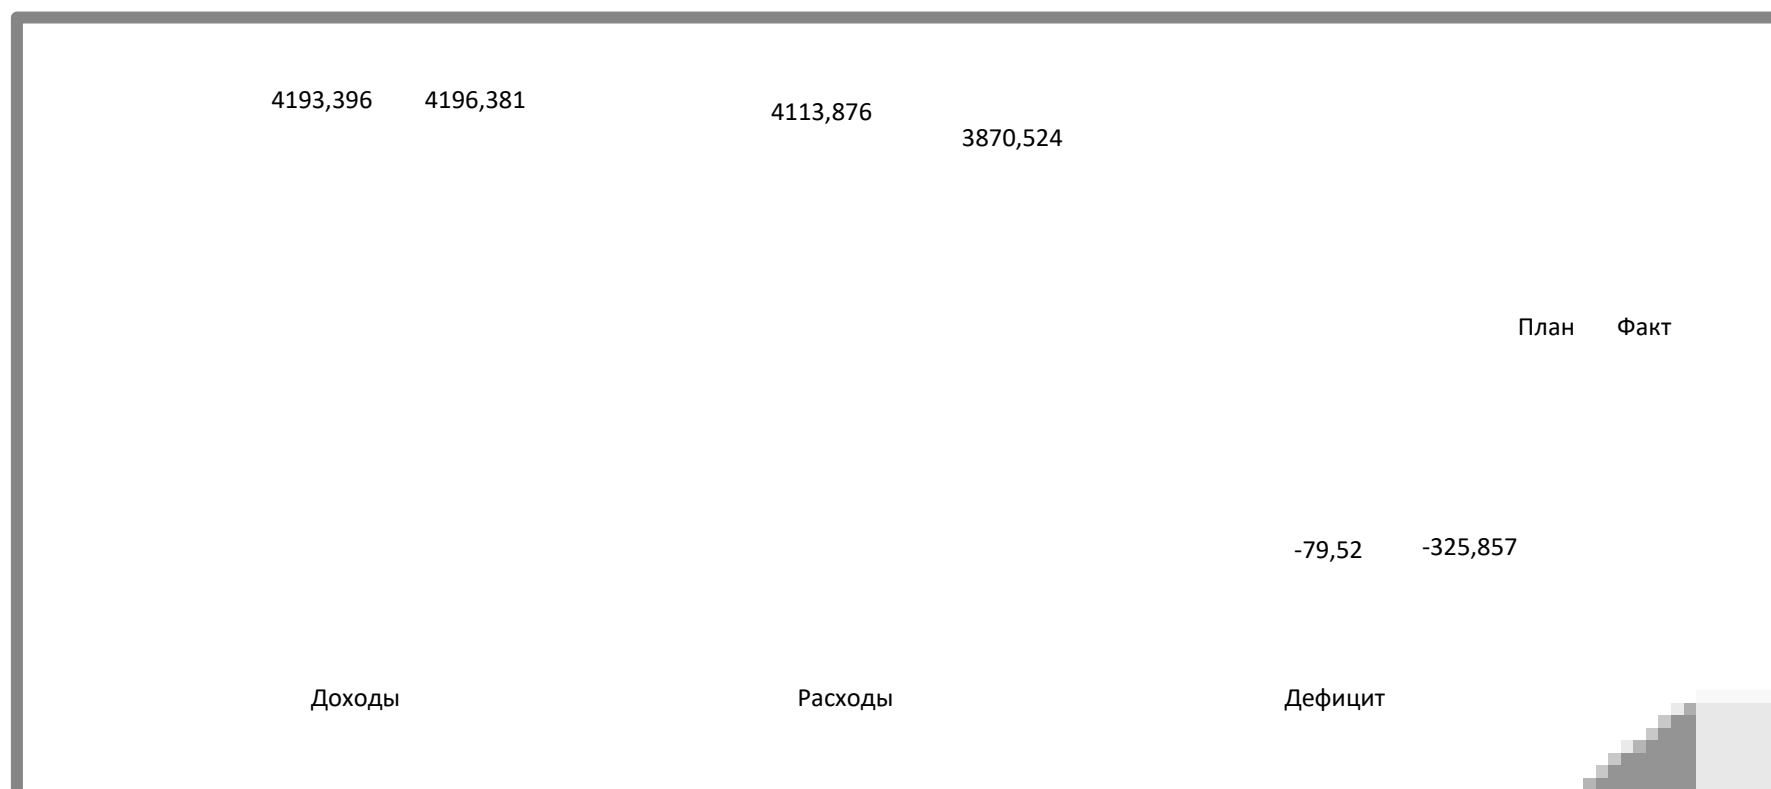 4193,396 4196,381
4113,876
3870,524
План Факт
-79,52 -325,857
Доходы Расходы Дефицит